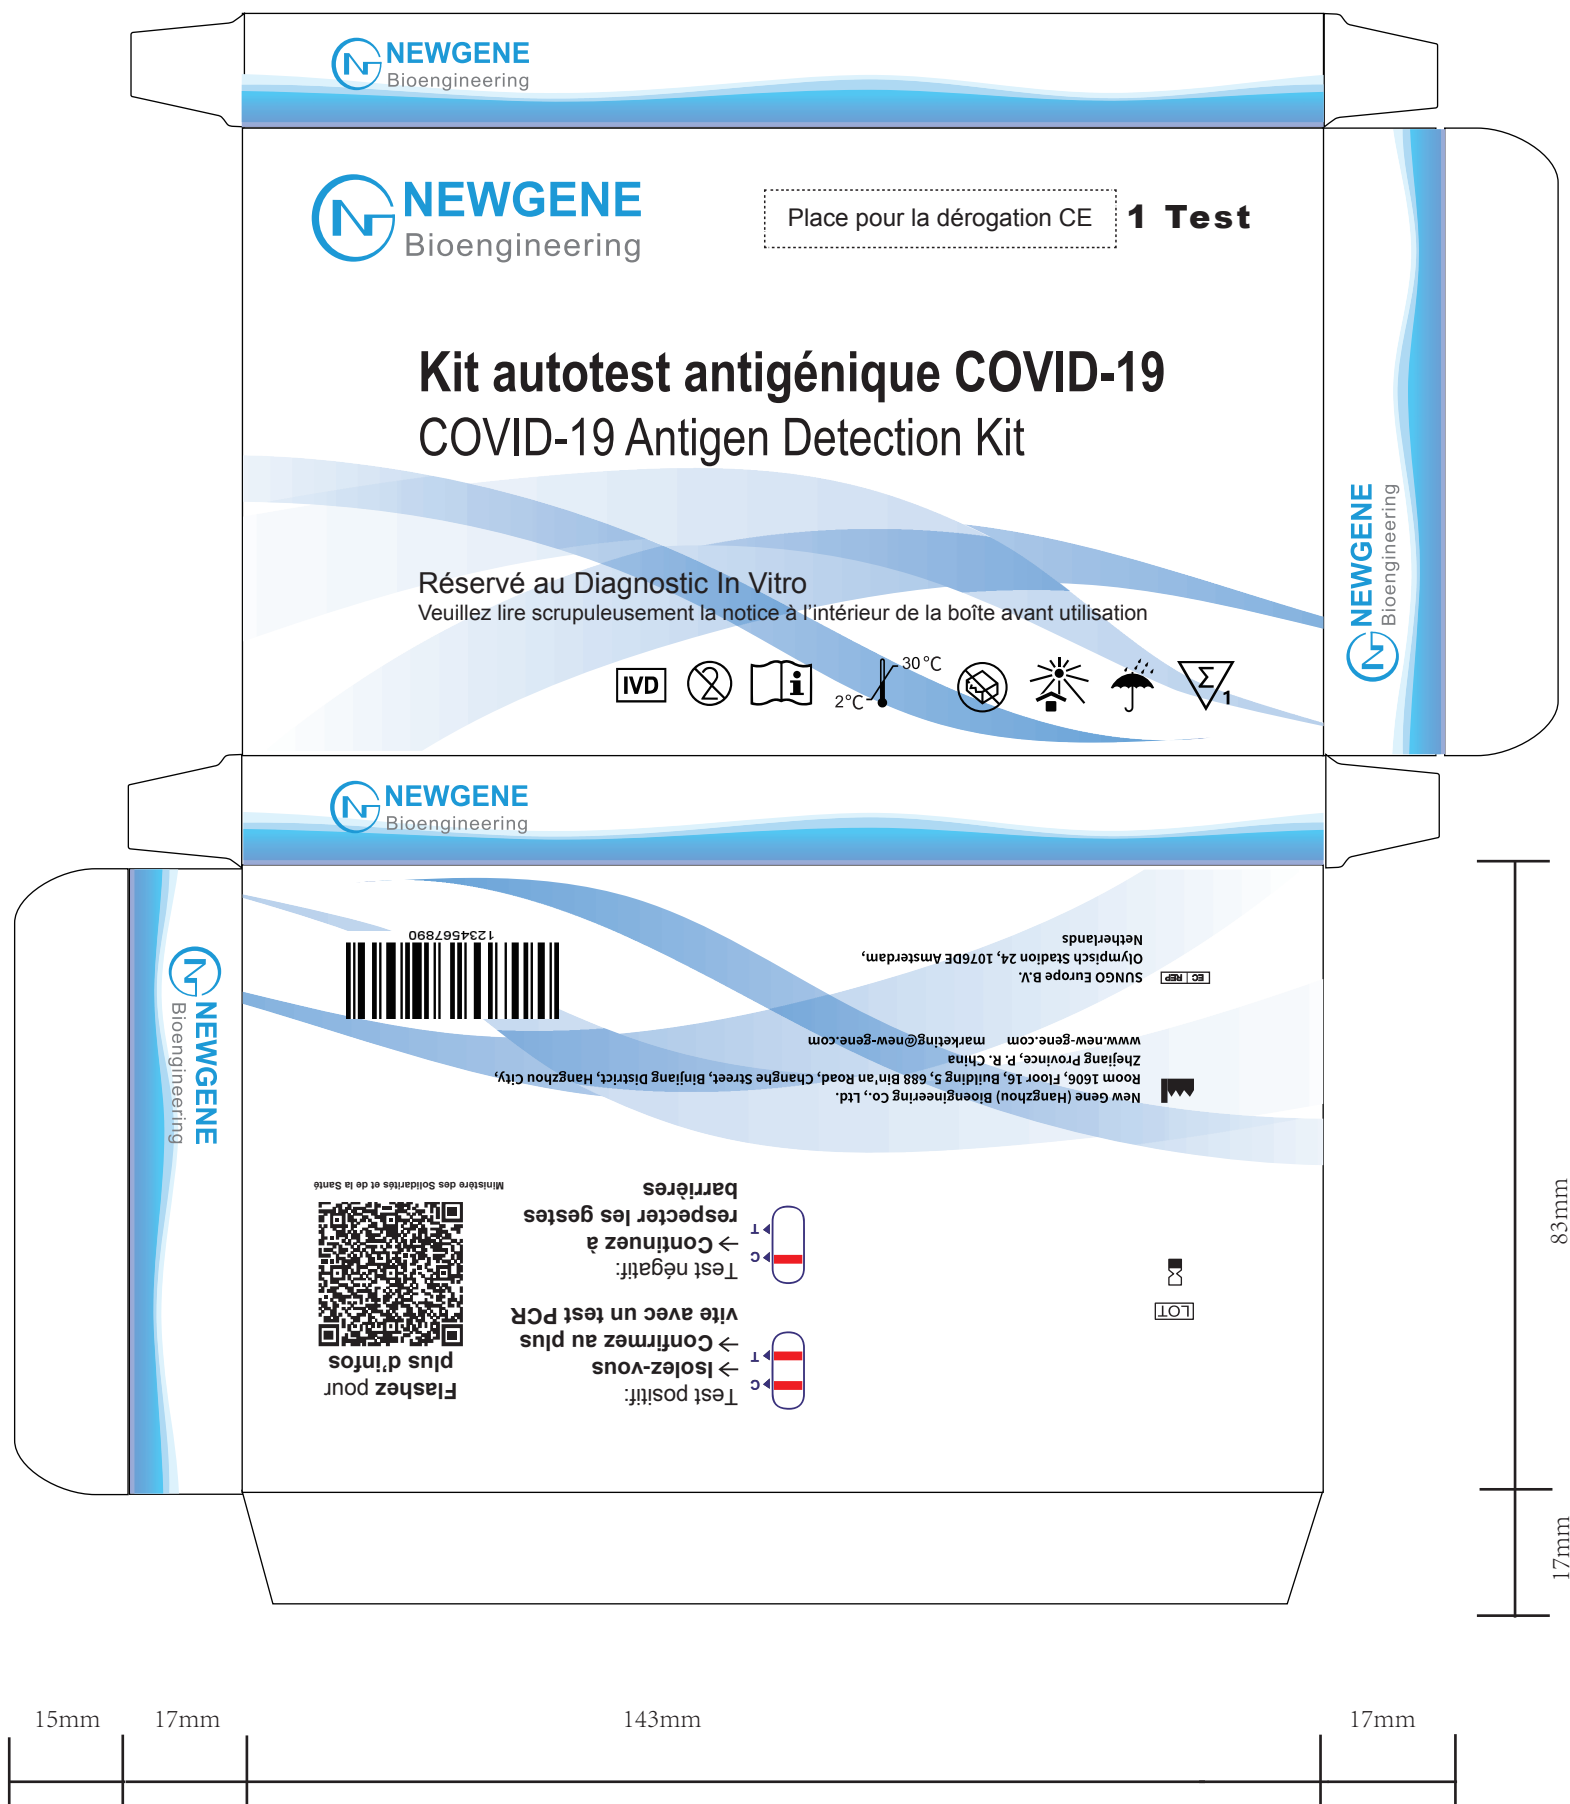 NEWGENE
Bioengineering
NEWGENE
Bioengineering
Place pour la dérogation CE
1 Test
Kit autotest antigénique COVID-19
COVID-19 Antigen Detection Kit
Réservé au Diagnostic In Vitro
Veuillez lire scrupuleusement la notice à l'intérieur de la boîte avant utilisation
IVD
2
i
2°C
30°C
Σ
1
NEWGENE
Bioengineering
NEWGENE
Bioengineering
NEWGENE
Bioengineering
Test positif:
→ Isolez-vous
→ Confirmez au plus
vite avec un test PCR
C
T
Test négatif:
→ Continuez à
respecter les gestes
barrières
C
T
Flashez pour
plus d'infos
Ministère des Solidarités et de la Santé
LOT
New Gene (Hangzhou) Bioengineering Co., Ltd.
Room 1606, Floor 16, Building 5, 688 Bin'an Road, Changhe Street, Binjiang District, Hangzhou City,
Zhejiang Province, P. R. China
www.new-gene.com marketing@new-gene.com
EC REP
SUNGO Europe B.V.
Olympisch Stadion 24, 1076DE Amsterdam,
Netherlands
1234567890
83mm
17mm
15mm
17mm
143mm
17mm